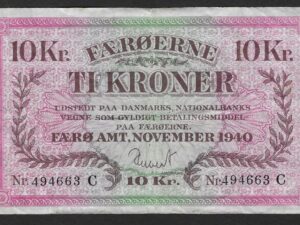 10 KR. FÆRØERNE 10 KR.
TI KRONER
UDSTEDT PAA DANMARKS NATIONALBANKS
VEGNE SOM GYLDIGT BETALINGSMIDDEL
PAA FÆRØERNE.
FÆRØ AMT, NOVEMBER 1940
Nr. 494663 C 10 Kr. Nr. 494663 C